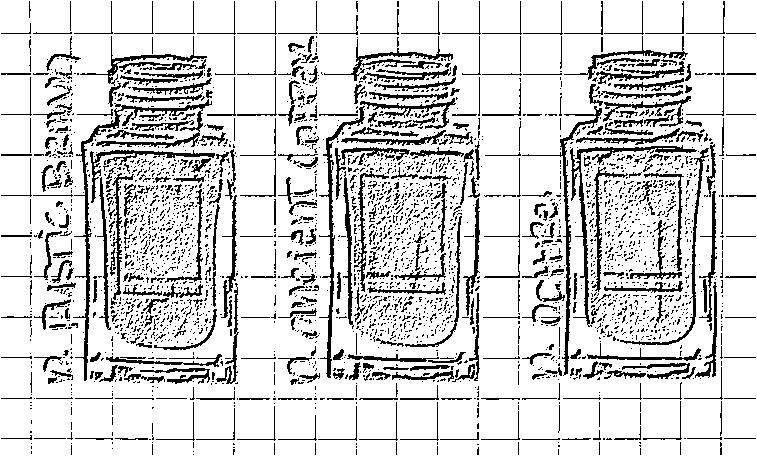 D. Rustic Brown
D. Ancient Copper
D. Ochre.